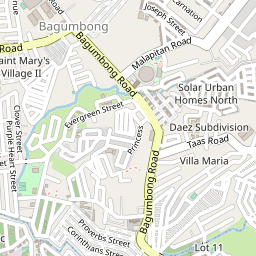 Bagumbong
Joseph Street
Road
Bagumbong Road
Malapitan Road
Saint Mary's
Village II
Solar Urban
Homes North
Evergreen Street
Clover Street
Purple Heart Street
Princess
Daez Subdivision
Taas Road
Bagumbong Road
Villa Maria
Proverbs Street
Corinthians Street
Lot 11